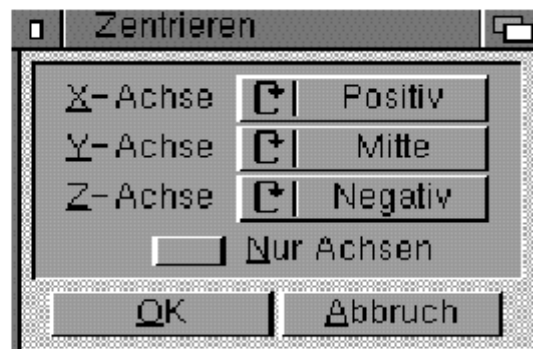 Zentrieren
X-Achse Positiv
Y-Achse Mitte
Z-Achse Negativ
Nur Achsen
OK Abbruch